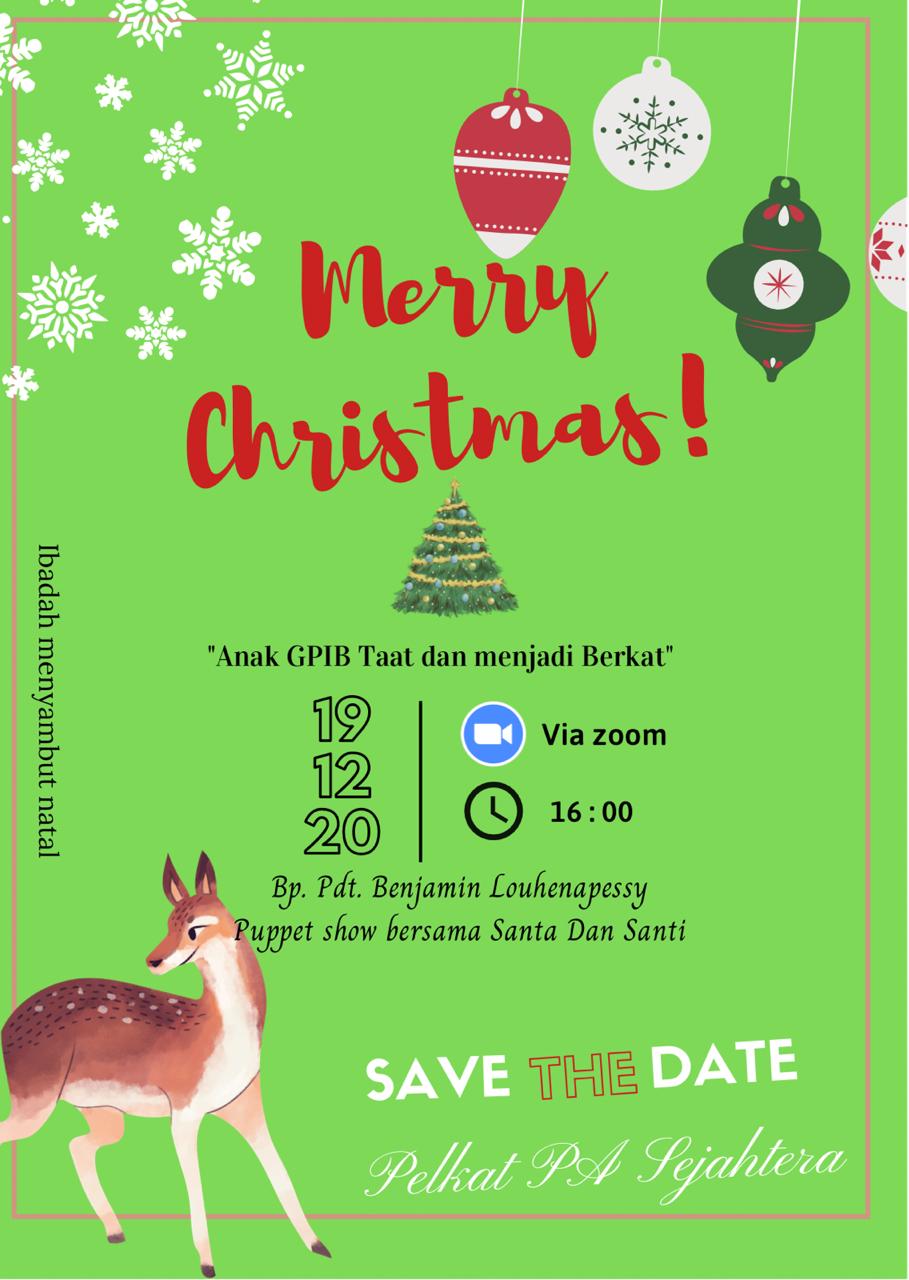 Merry
Christmas!
Ibadah menyambut natal
"Anak GPIB Taat dan menjadi Berkat"
19
12
20
Via zoom
16 : 00
Bp. Pdt. Benjamin Louhenapessy
Puppet show bersama Santa Dan Santi
SAVE THE DATE
Pelkat PA Sejahtera